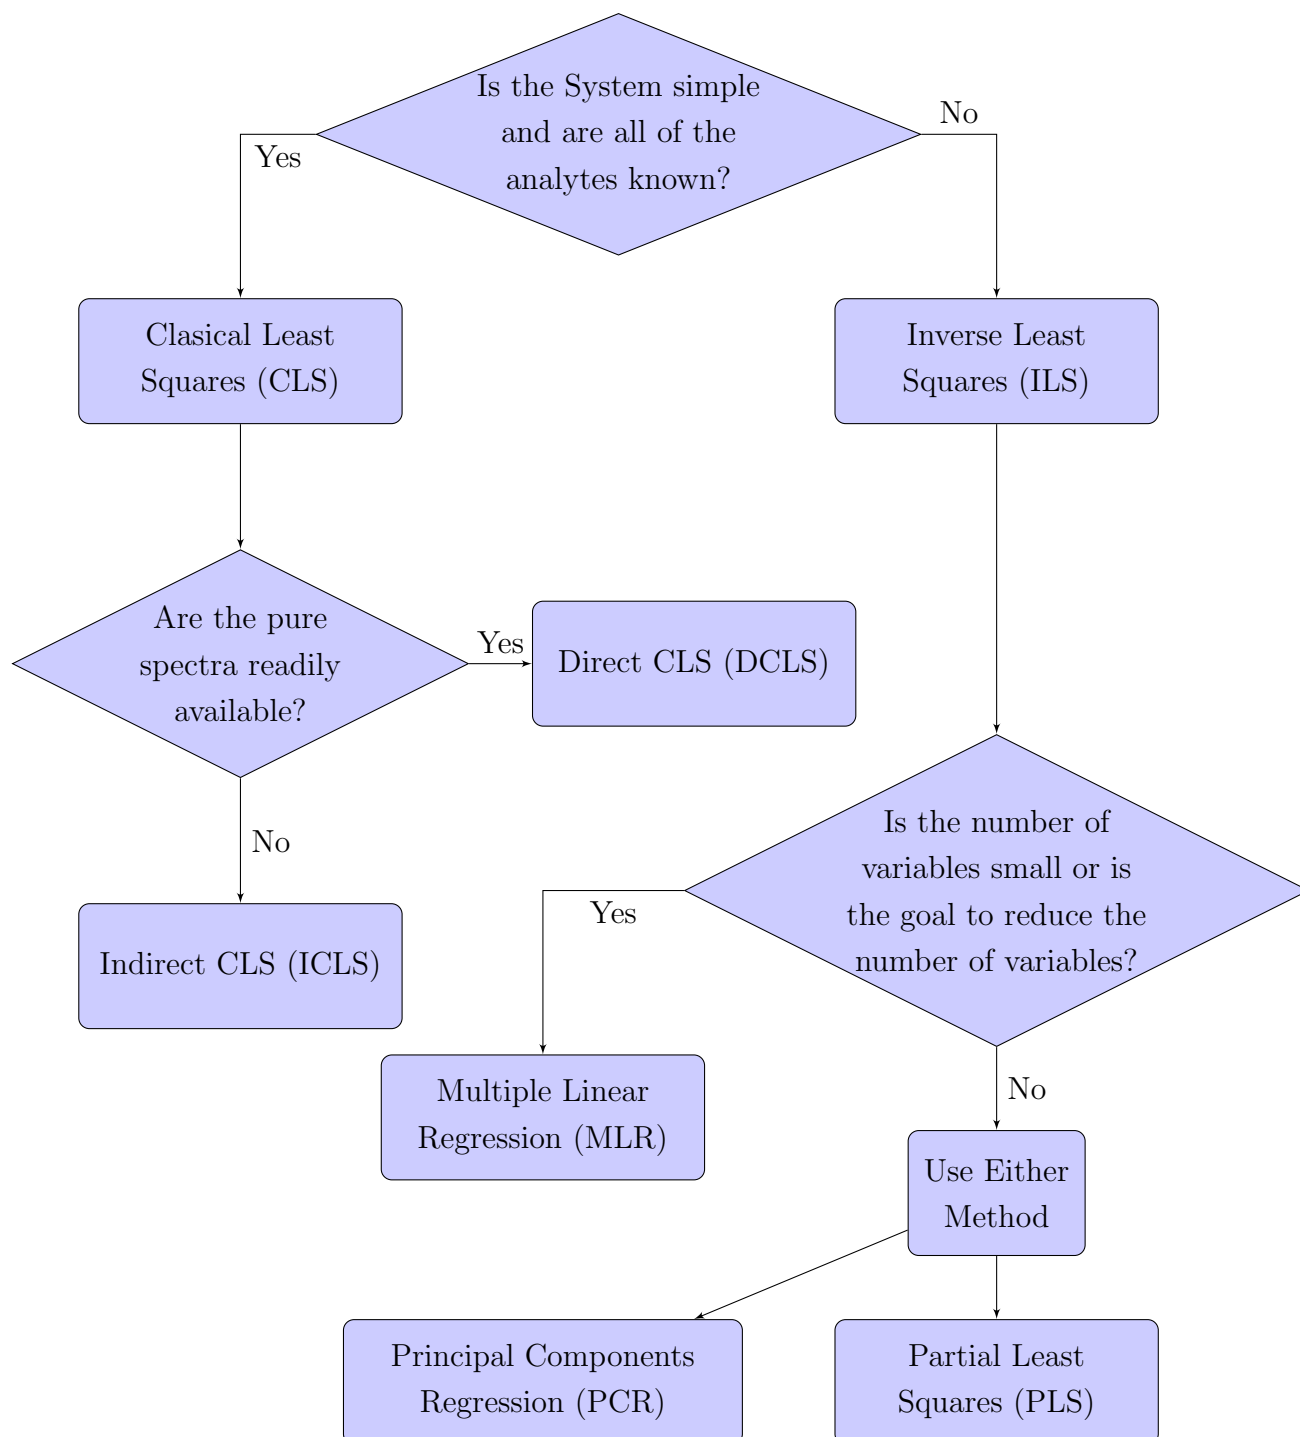 Is the System simple
and are all of the
analytes known?
No
Yes
Clasical Least
Squares (CLS)
Inverse Least
Squares (ILS)
Are the pure
spectra readily
available?
Yes
Direct CLS (DCLS)
No
Is the number of
variables small or is
the goal to reduce the
number of variables?
Yes
Indirect CLS (ICLS)
Multiple Linear
Regression (MLR)
No
Use Either
Method
Principal Components
Regression (PCR)
Partial Least
Squares (PLS)